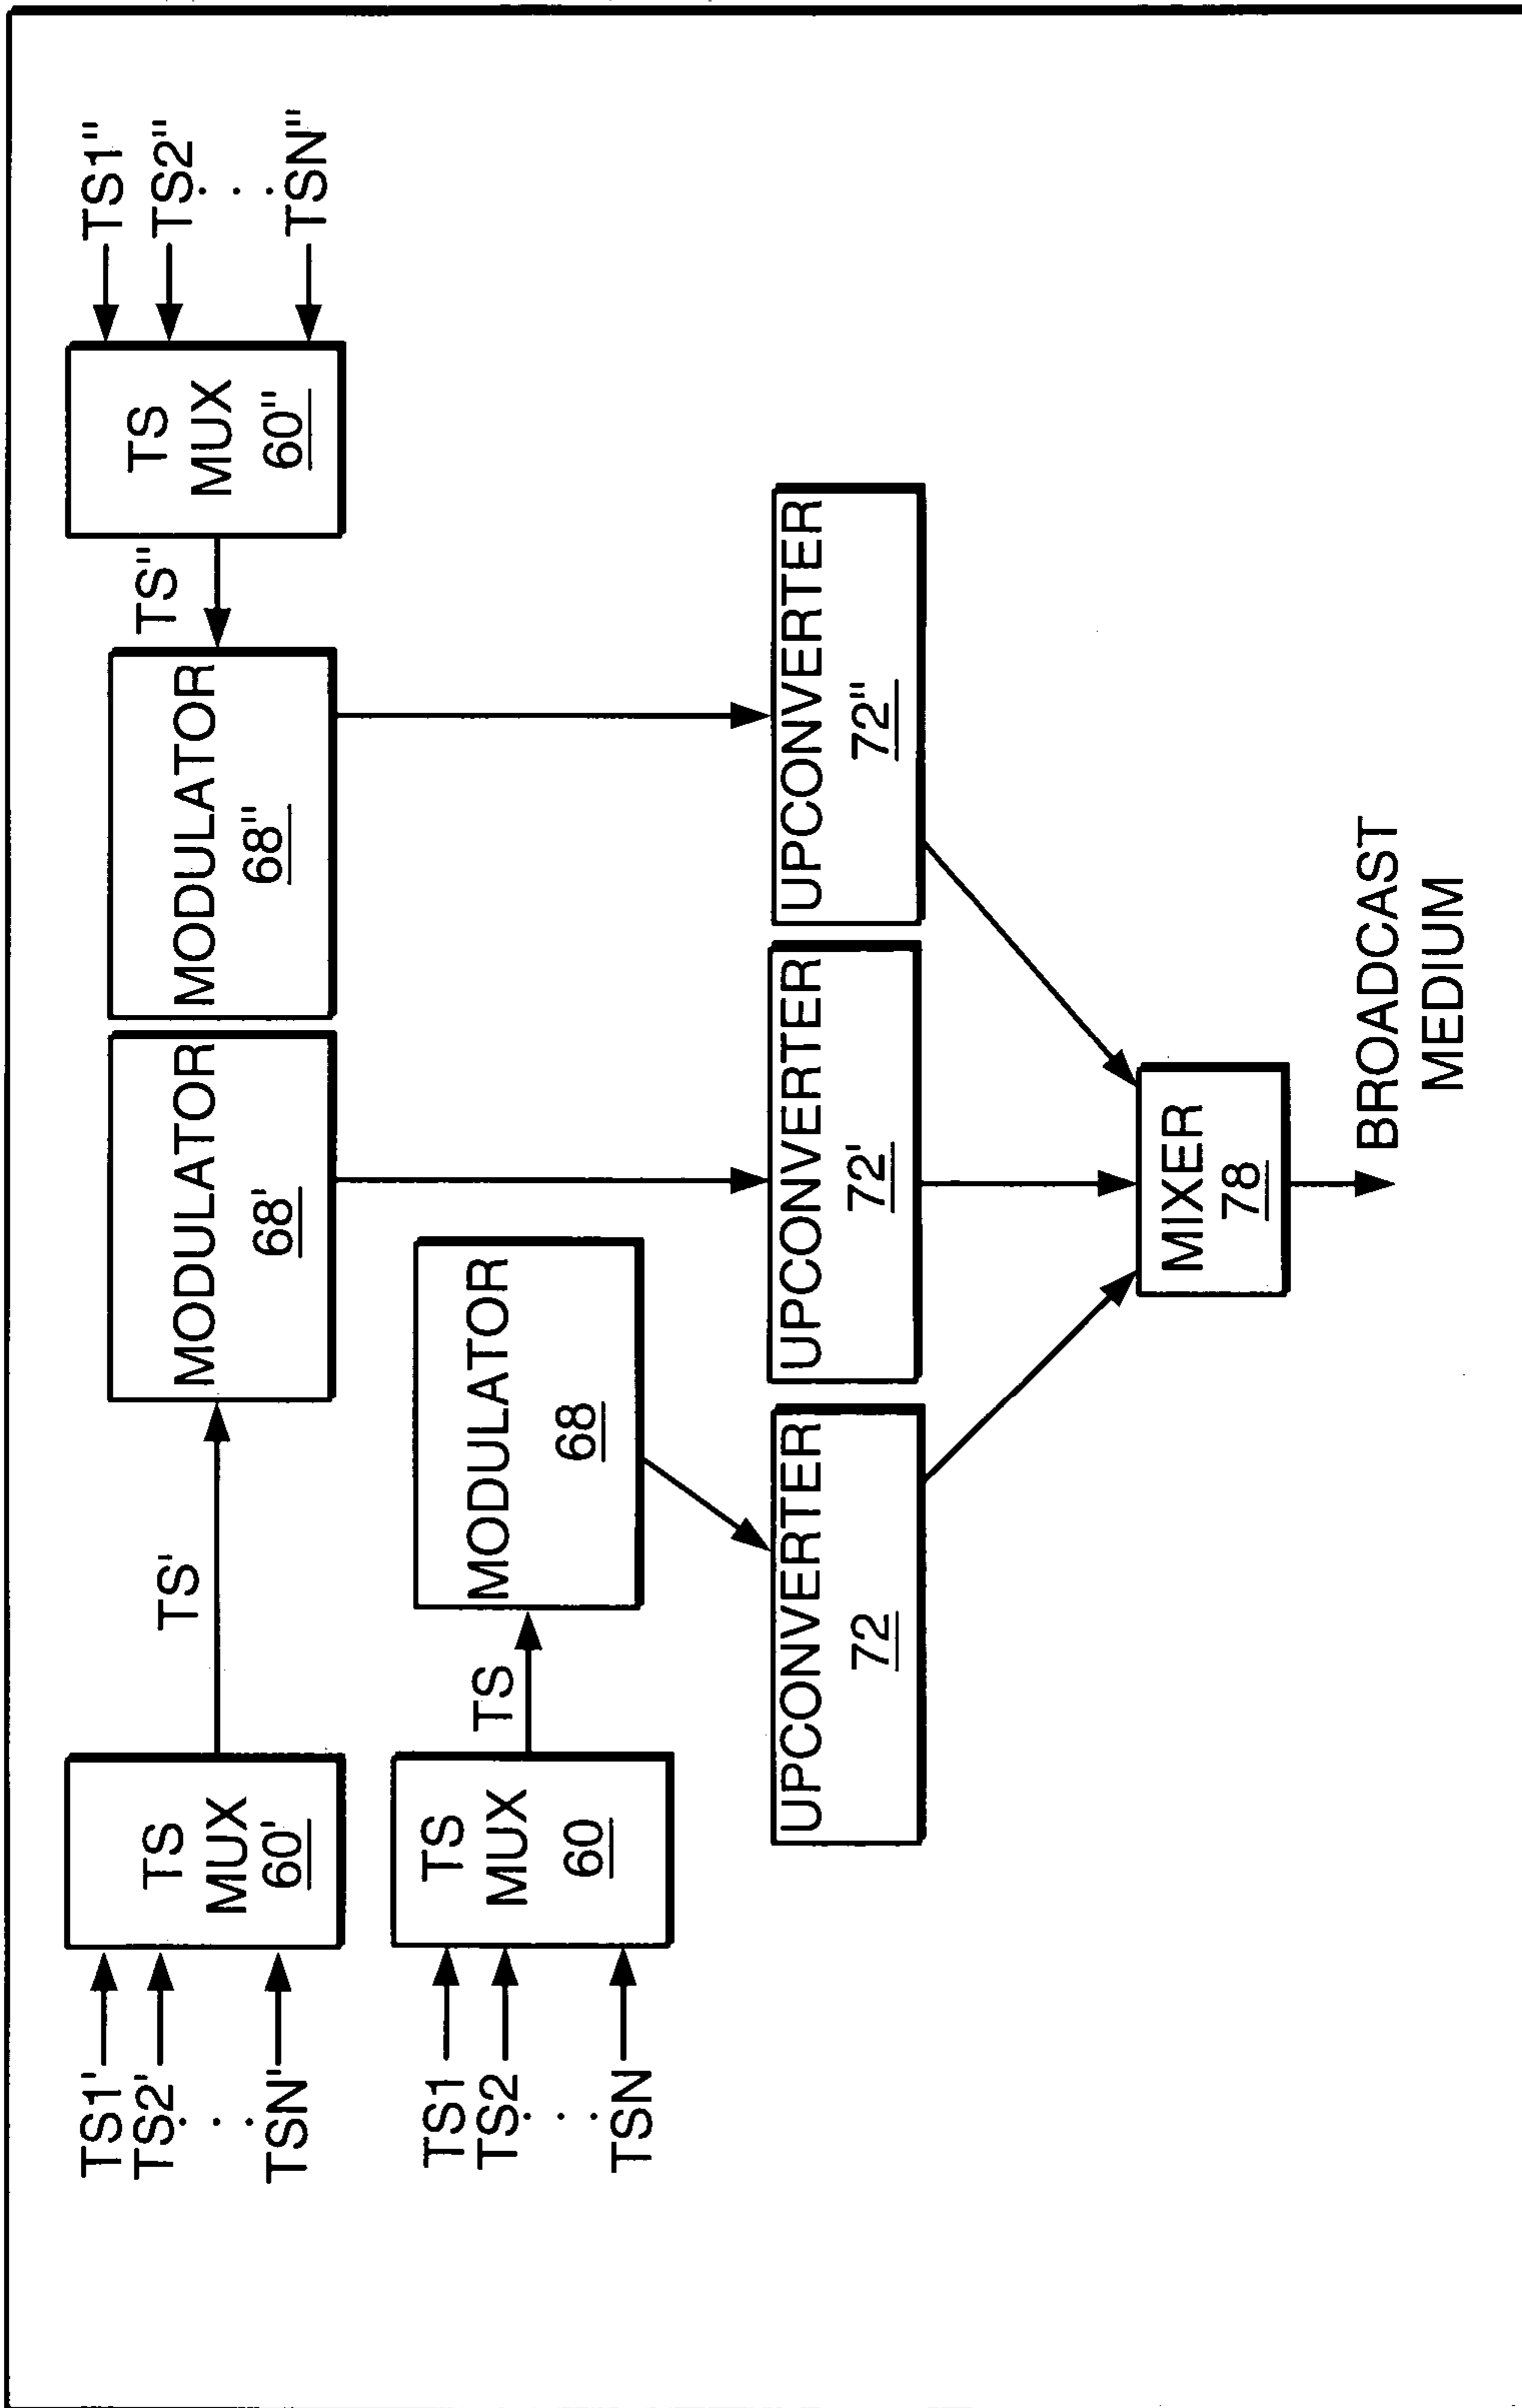 TS1'
TS2'
TSN'
TS
MUX
60'
TS'
MODULATOR
68'
MODULATOR
68"
TS"
TS
MUX
60"
TS1"
TS2"
TSN"
TS1
TS2
TSN
TS
MUX
60
TS
MODULATOR
68
UPCONVERTER
72
UPCONVERTER
72'
UPCONVERTER
72"
MIXER
78
BROADCAST
MEDIUM